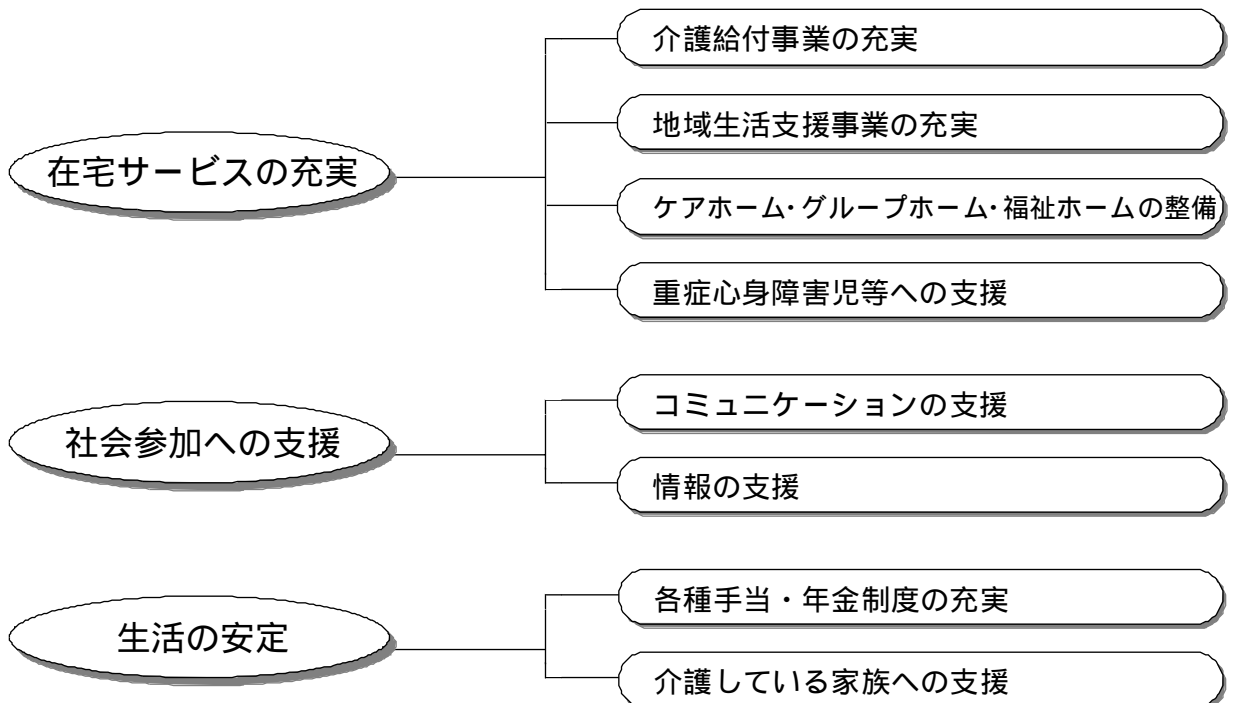 在宅サービスの充実
介護給付事業の充実
地域生活支援事業の充実
ケアホーム・グループホーム・福祉ホームの整備
重症心身障害児等への支援
社会参加への支援
コミュニケーションの支援
情報の支援
生活の安定
各種手当・年金制度の充実
介護している家族への支援